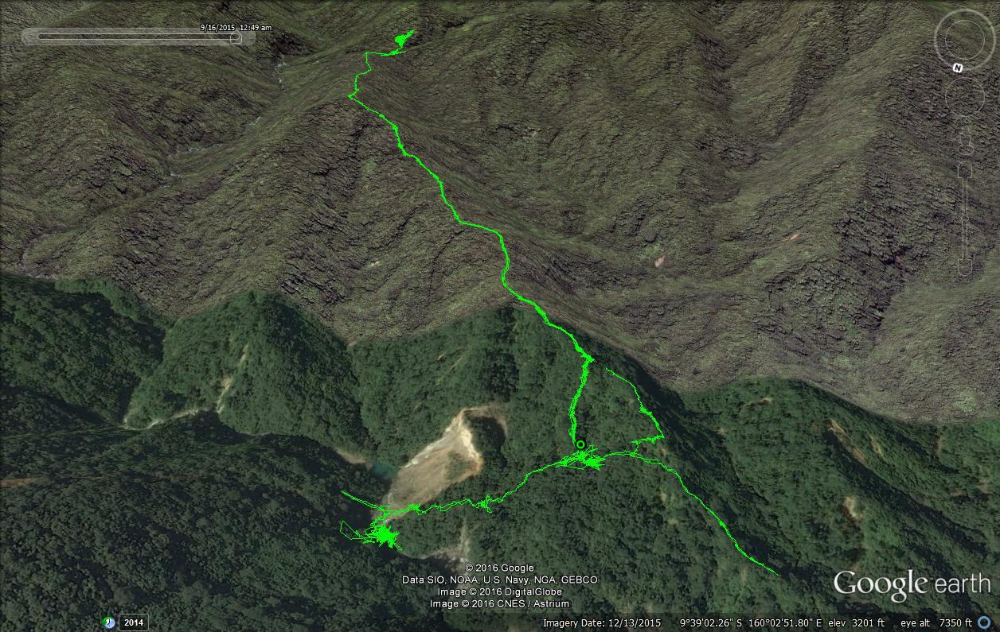 9/16/2015 12:49 am
N
© 2016 Google
Data SIO, NOAA, U.S. Navy, NGA, GEBCO
Image © 2016 DigitalGlobe
Image © 2016 CNES / Astrium
Google earth
2014
Imagery Date: 12/13/2015 9°39'02.26" S 160°02'51.80" E elev 3201 ft eye alt 7350 ft